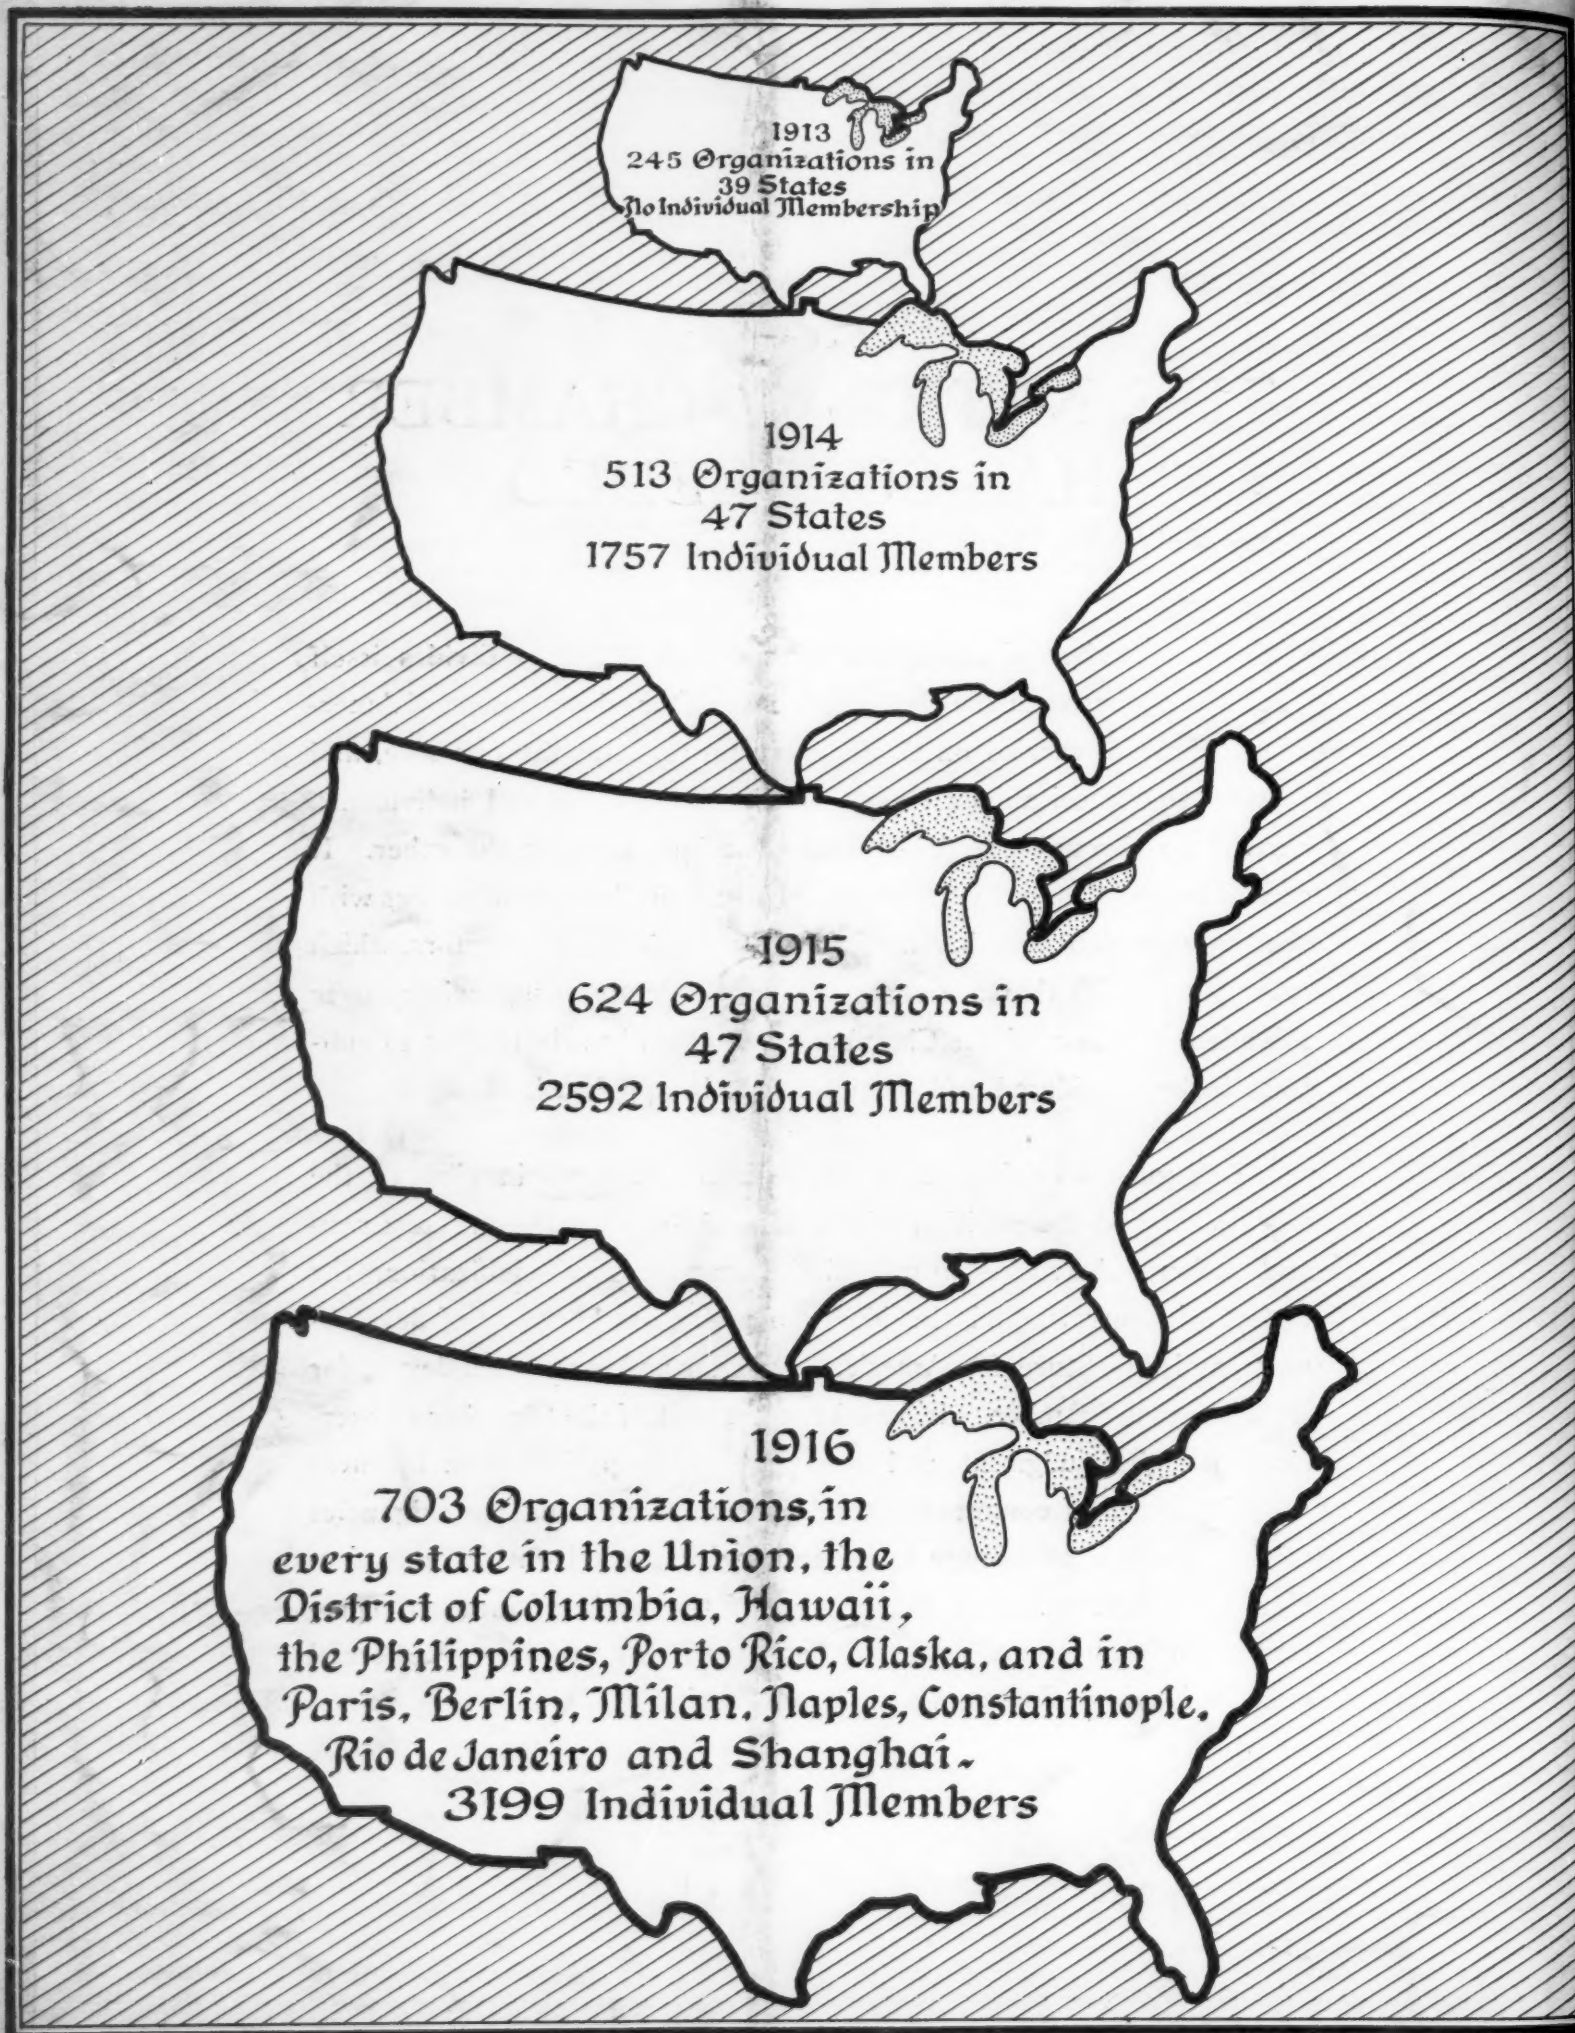 1913
245 Organizations in
39 States
No Individual Membership
1914
513 Organizations in
47 States
1757 Individual Members
1915
624 Organizations in
47 States
2592 Individual Members
1916
703 Organizations, in
every state in the Union, the
District of Columbia, Hawaii,
the Philippines, Porto Rico, Alaska, and in
Paris, Berlin, Milan, Naples, Constantinople,
Rio de Janeiro and Shanghai.
3199 Individual Members